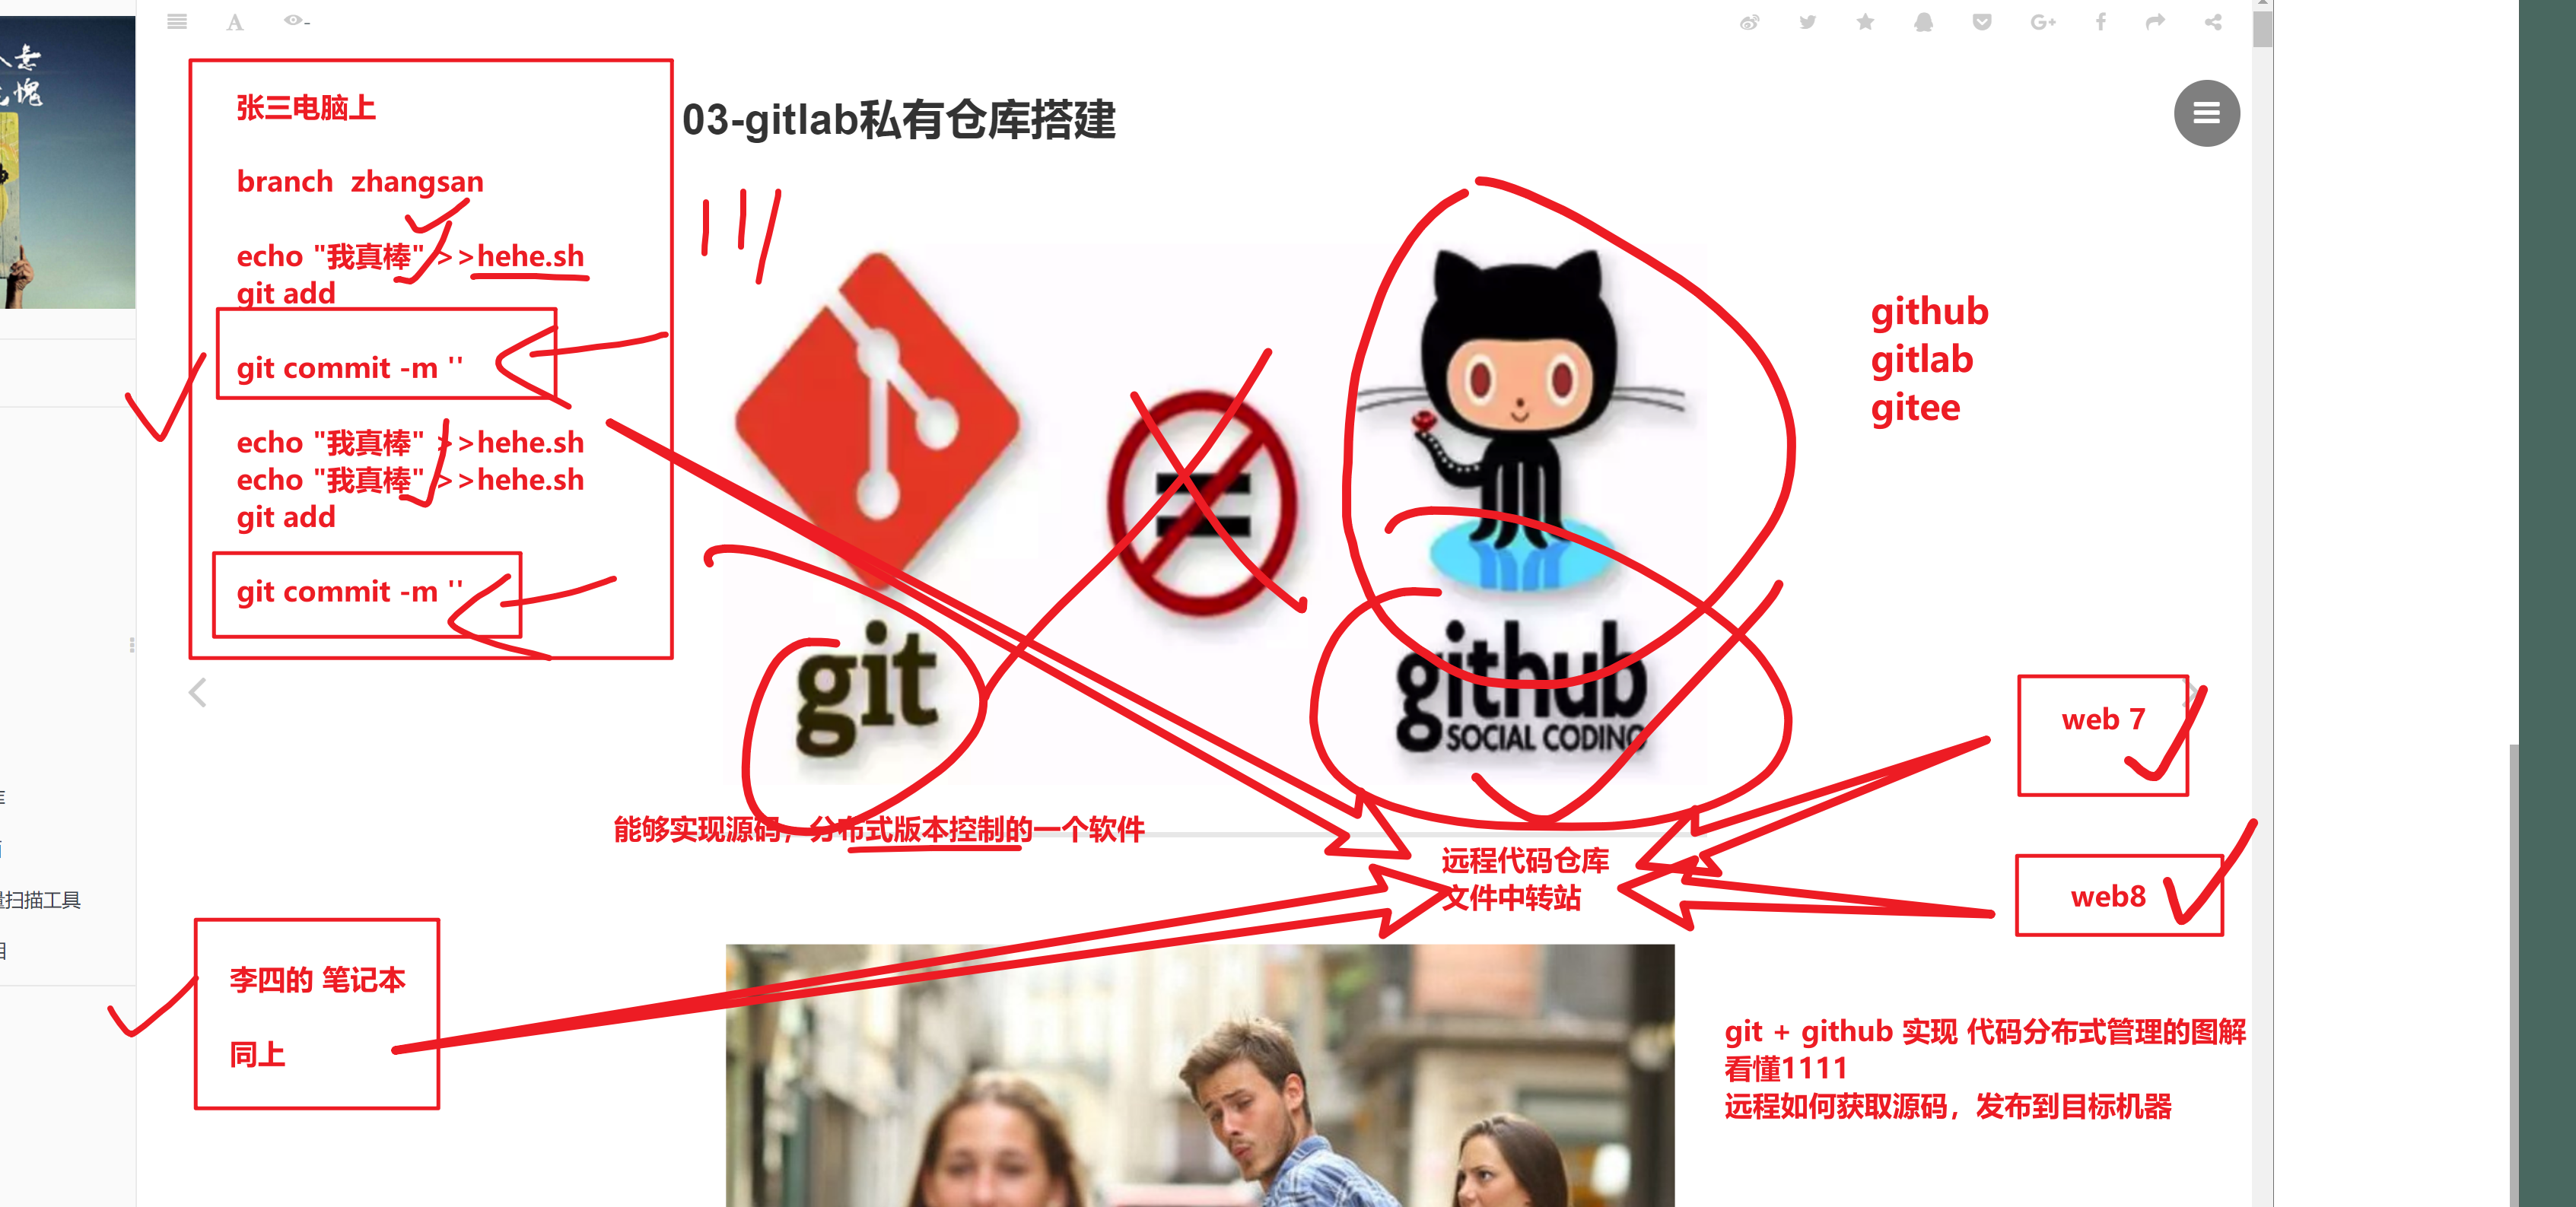 03-gitlab私有仓库搭建
张三电脑上
branch zhangsan
echo "我真棒" >>hehe.sh
git add
git commit -m ''
echo "我真棒" >>hehe.sh
echo "我真棒" >>hehe.sh
git add
git commit -m ''
github
gitlab
gitee
git
github
SOCIAL CODING
能够实现源码，分布式版本控制的一个软件
远程代码仓库
文件中转站
web 7
web8
扫描工具
李四的 笔记本
同上
git + github 实现 代码分布式管理的图解
看懂1111
远程如何获取源码，发布到目标机器